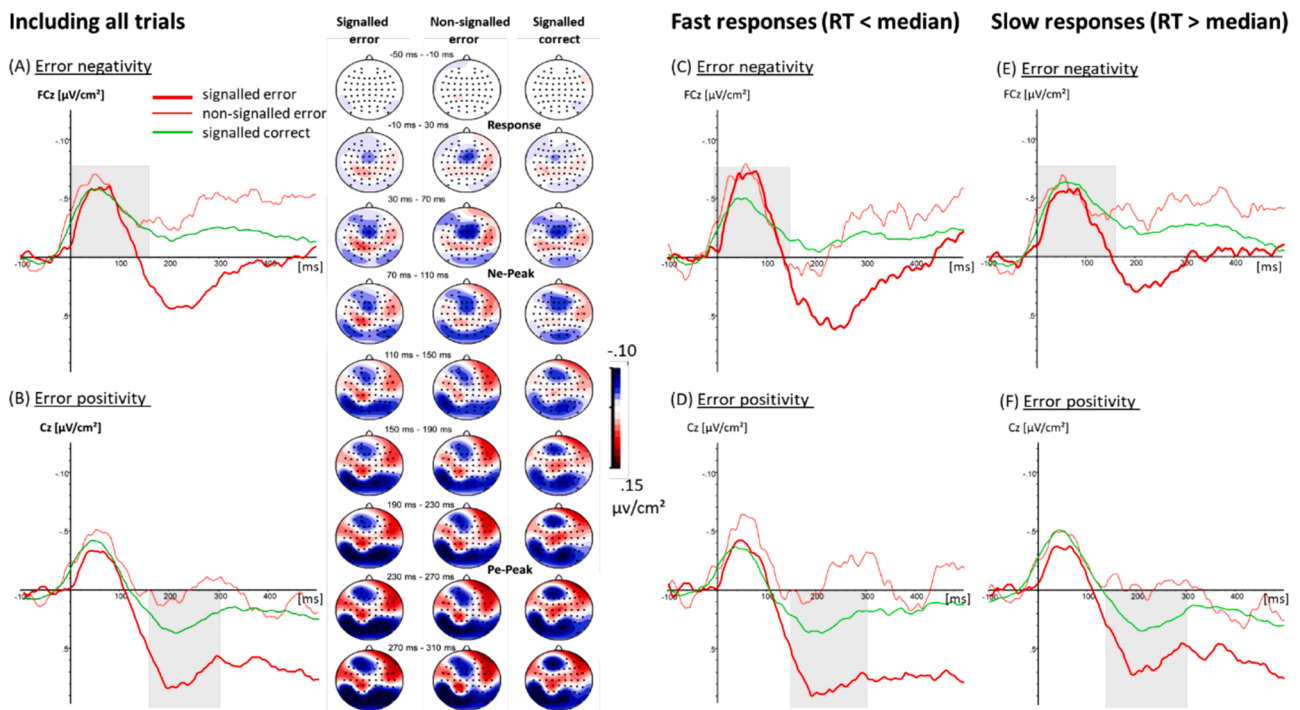 Including all trials
Signalled error
Non-signalled error
Signalled correct
Fast responses (RT < median)
Slow responses (RT > median)
(A) Error negativity
FCz [µV/cm²]
signalled error
non-signalled error
signalled correct
-.10
-.5
.5
-100
100
200
300
400
[ms]
(B) Error positivity
Cz [µV/cm²]
-.10
-.5
.5
-100
100
200
300
400
[ms]
-50 ms - -10 ms
Response
-10 ms - 30 ms
30 ms - 70 ms
Ne-Peak
70 ms - 110 ms
110 ms - 150 ms
150 ms - 190 ms
190 ms - 230 ms
Pe-Peak
230 ms - 270 ms
270 ms - 310 ms
-.10
.15
µv/cm²
(C) Error negativity
FCz [µV/cm²]
-.10
-.5
.5
-100
100
200
300
400
[ms]
(D) Error positivity
Cz [µV/cm²]
-.10
-.5
.5
-100
100
200
300
400
[ms]
(E) Error negativity
FCz [µV/cm²]
-.10
-.5
.5
-100
100
200
300
400
[ms]
(F) Error positivity
Cz [µV/cm²]
-.10
-.5
.5
-100
100
200
300
400
[ms]